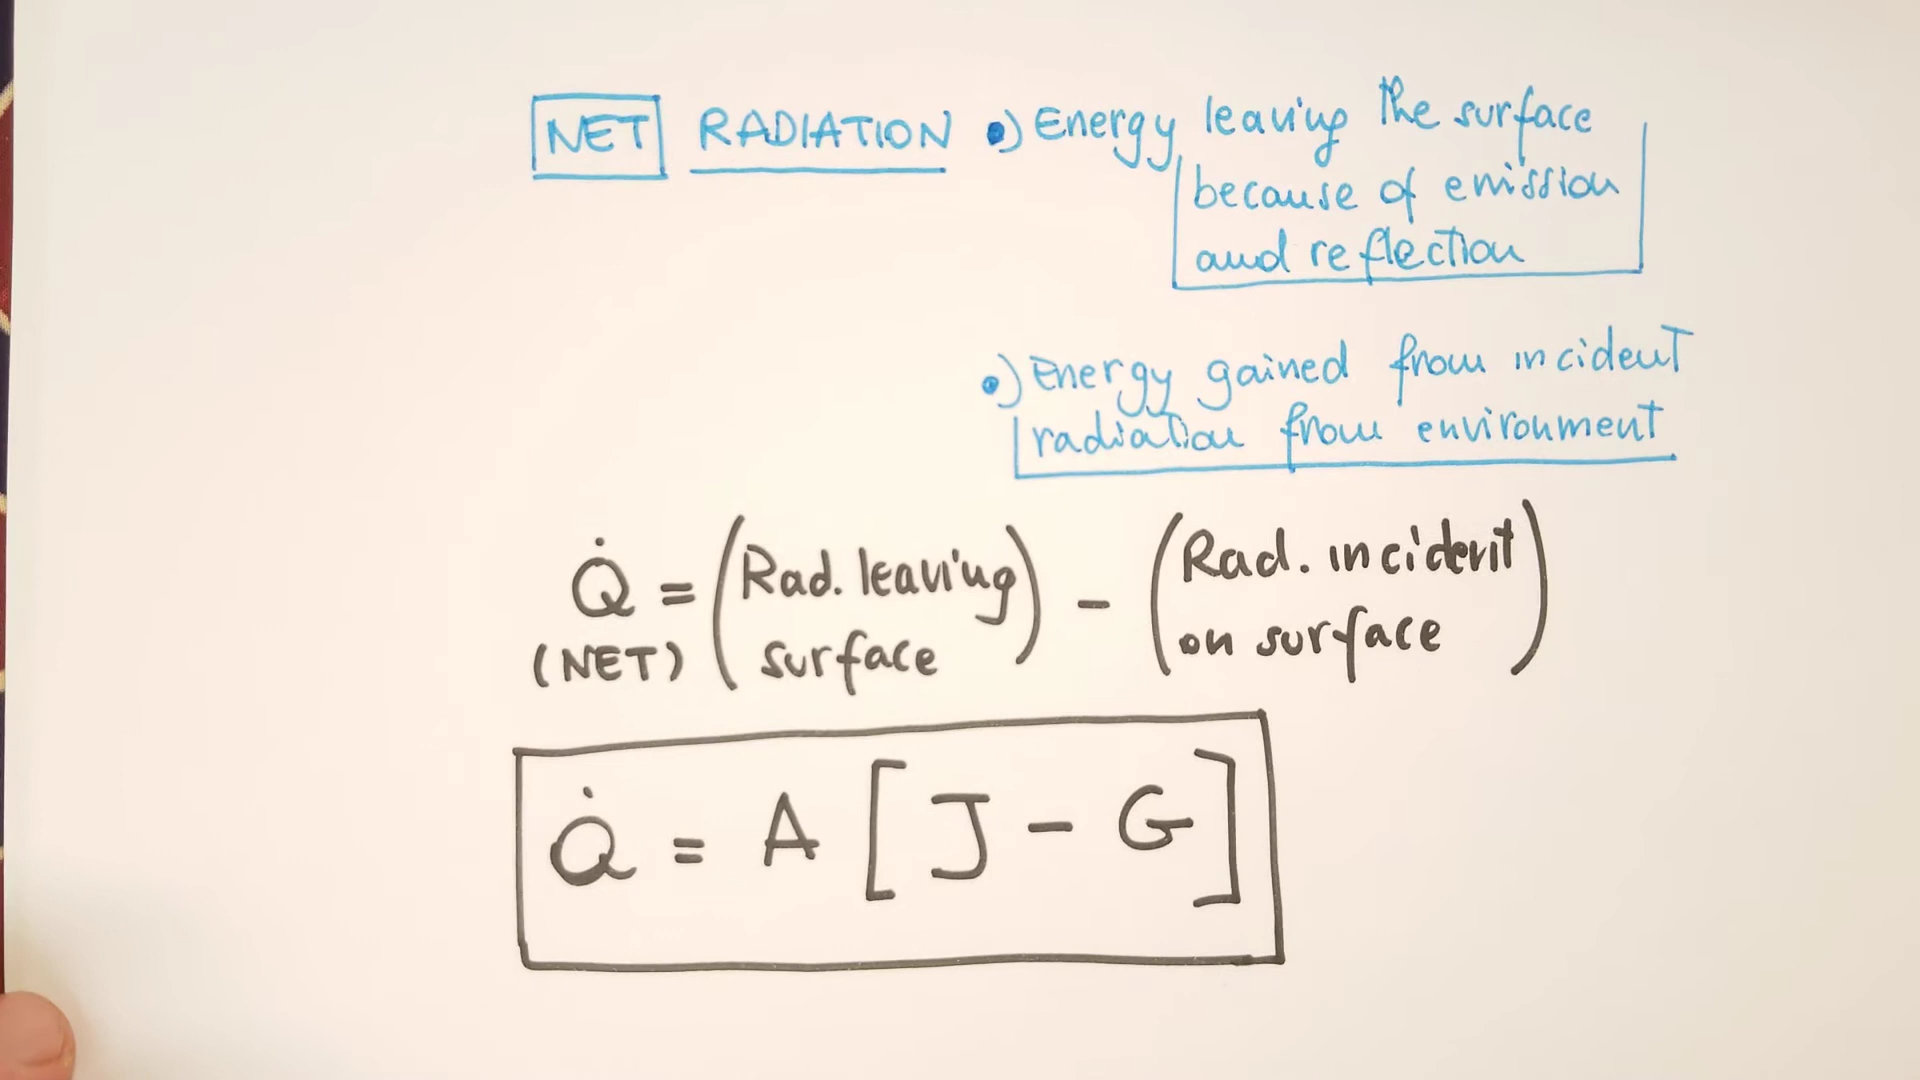 NET RADIATION •) Energy leaving the surface
because of emission
and reflection
•) Energy gained from incident
radiation from environment
Q̇ = (Rad. leaving surface) - (Rad. incident on surface)
(NET)
Q̇ = A [J - G]